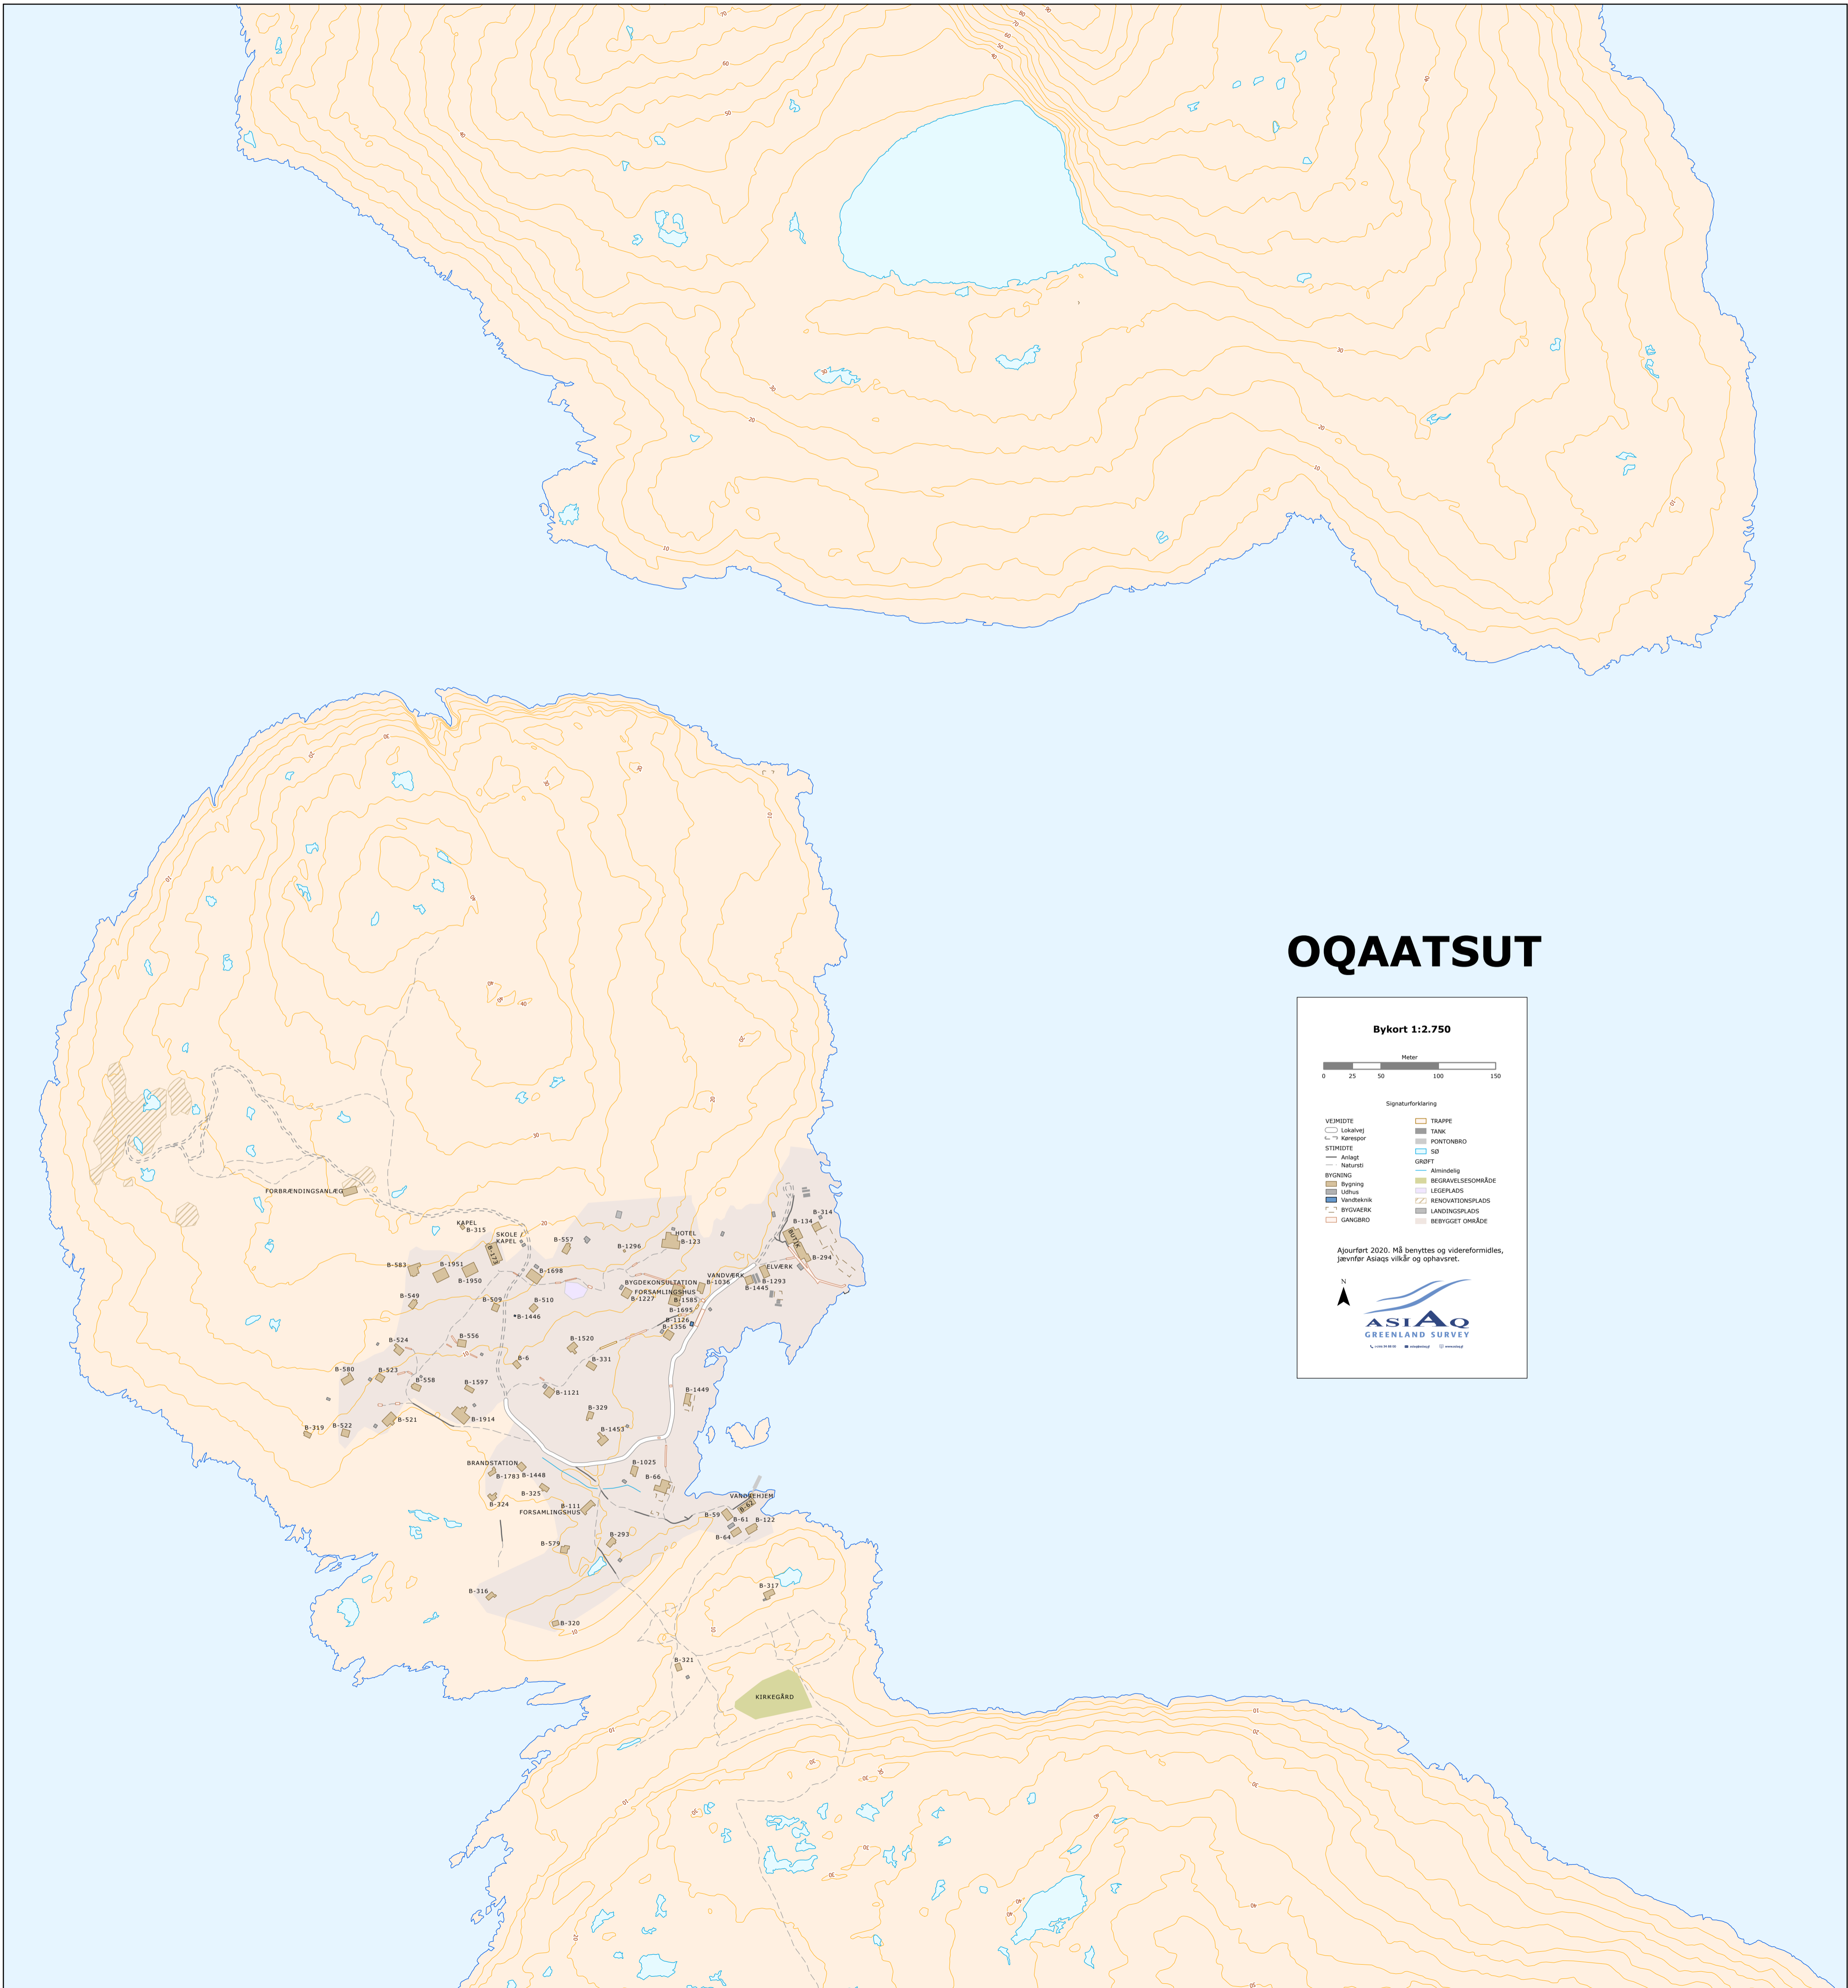 OQAATSUT
Bykort 1:2.750
Meter
0 25 50 100 150
Signaturforklaring
VEJMIDTE
Lokalvej
Kørespor
STIMIDTE
Anlagt
Natursti
BYGNING
Bygning
Udhus
Vandteknik
BYGVAERK
GANGBRO
TRAPPE
TANK
PONTONBRO
SØ
GRØFT
Almindelig
BEGRAVELSESOMRÅDE
LEGEPLADS
RENOVATIONSPLADS
LANDINGSPLADS
BEBYGGET OMRÅDE
Ajourført 2020. Må benyttes og videreformidles,
jævnfør Asiaqs vilkår og ophavsret.
N
ASIAQ
GREENLAND SURVEY
FORBRÆNDINGSANLÆG
KAPEL
B-315
SKOLE /
KAPEL
B-173
B-557
B-1296
HOTEL
B-123
B-134
B-314
BUTIK
B-294
B-583
B-1951
B-1950
B-1698
BYGDEKONSULTATION
FORSAMLINGSHUS
B-1227
B-1585
B-1695
VANDVÆRK
B-1036
ELVÆRK
B-1293
B-1445
B-549
B-509
B-510
B-1446
B-1126
B-1356
B-524
B-556
B-1520
B-6
B-331
B-580
B-523
B-558
B-1597
B-1121
B-1449
B-319
B-522
B-521
B-1914
B-329
B-1453
BRANDSTATION
B-1783
B-1448
B-1025
B-66
B-325
B-324
B-111
FORSAMLINGSHUS
VANDREHJEM
B-62
B-59
B-61
B-122
B-64
B-293
B-579
B-316
B-317
B-320
B-321
KIRKEGÅRD